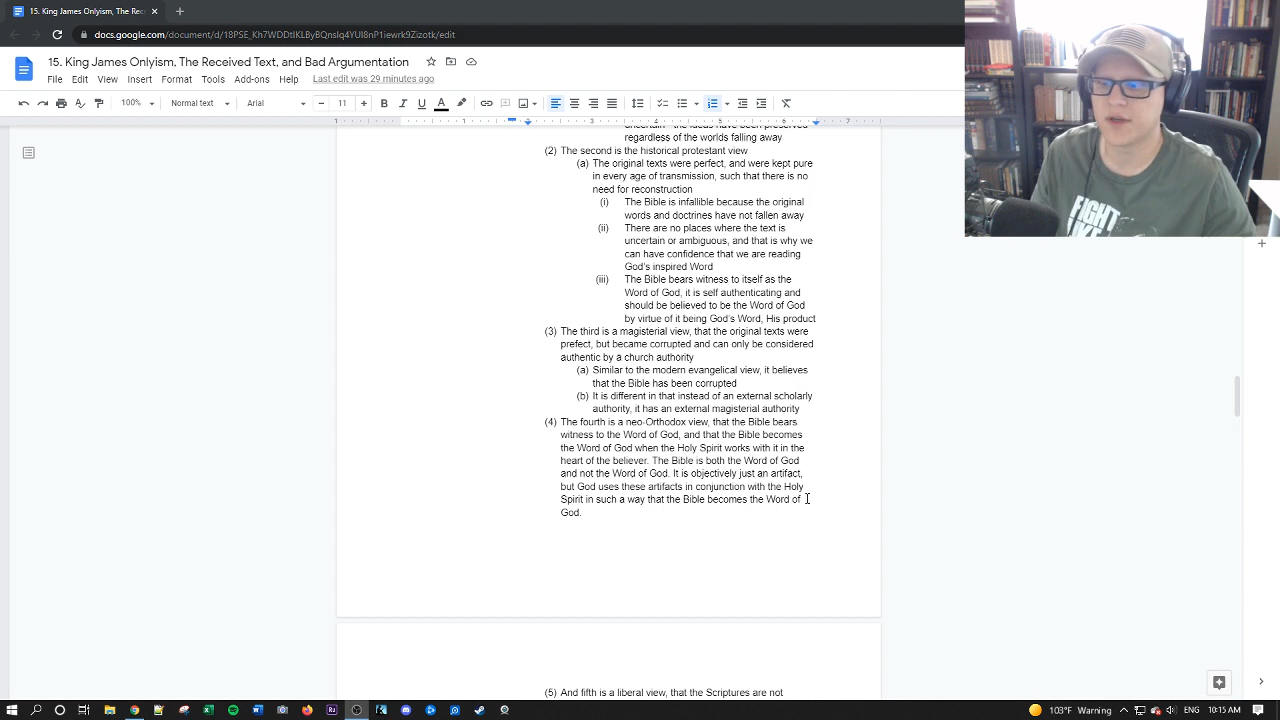 15. King James Onlyism, The Rec
docs.google.com
15. King James Onlyism, The Received Text, and Bad Argumentation
File Edit View Insert Format Tools Add-ons Help Last edit was 29 minutes ago
100% Normal text Arial 11
1 1 2 3 4 5 6 7
regardless of the worlds falling away
(2) The second is the historical protestant view
(a) The original texts were perfect, and were kept pure
in every age of transmission, such that there is no
need for reconstruction
(i) The Bible is infallible because the original
words and doctrines have not fallen away
(ii) There are no places where the text is
uncertain or ambiguous, and that is why we
can have confidence that we are reading
God's inspired Word
(iii) The Bible bears witness to itself as the
Word of God, it is self authenticating and
should be believed to be the Word of God
by virtue of it being God's Word, His product
(3) The third is a magisterial view, that the original texts were
prefect, but became corrupted and can only be considered
authentic by a church authority
(a) Similar to the modern evangelical view, it believes
that the Bible has been corrupted
(b) It is different in that instead of an external scholarly
authority, it has an external magisterial authority
(4) The fourth is a neo-Orthodox view, that the Bible bears
witness to the Word of God, and that the Bible becomes
the Word of God when the Holy Spirit works with it in the
heart of the believer. The Bible is both the Word of God
and not the Word of God. It is objectively just an artifact,
but God uses these artifacts in conjunction with the Holy
Spirit in such a way that the Bible becomes the Word of
God.
(5) And fifth is a liberal view, that the Scriptures are not
FIGHT
103°F Warning 10:15 AM